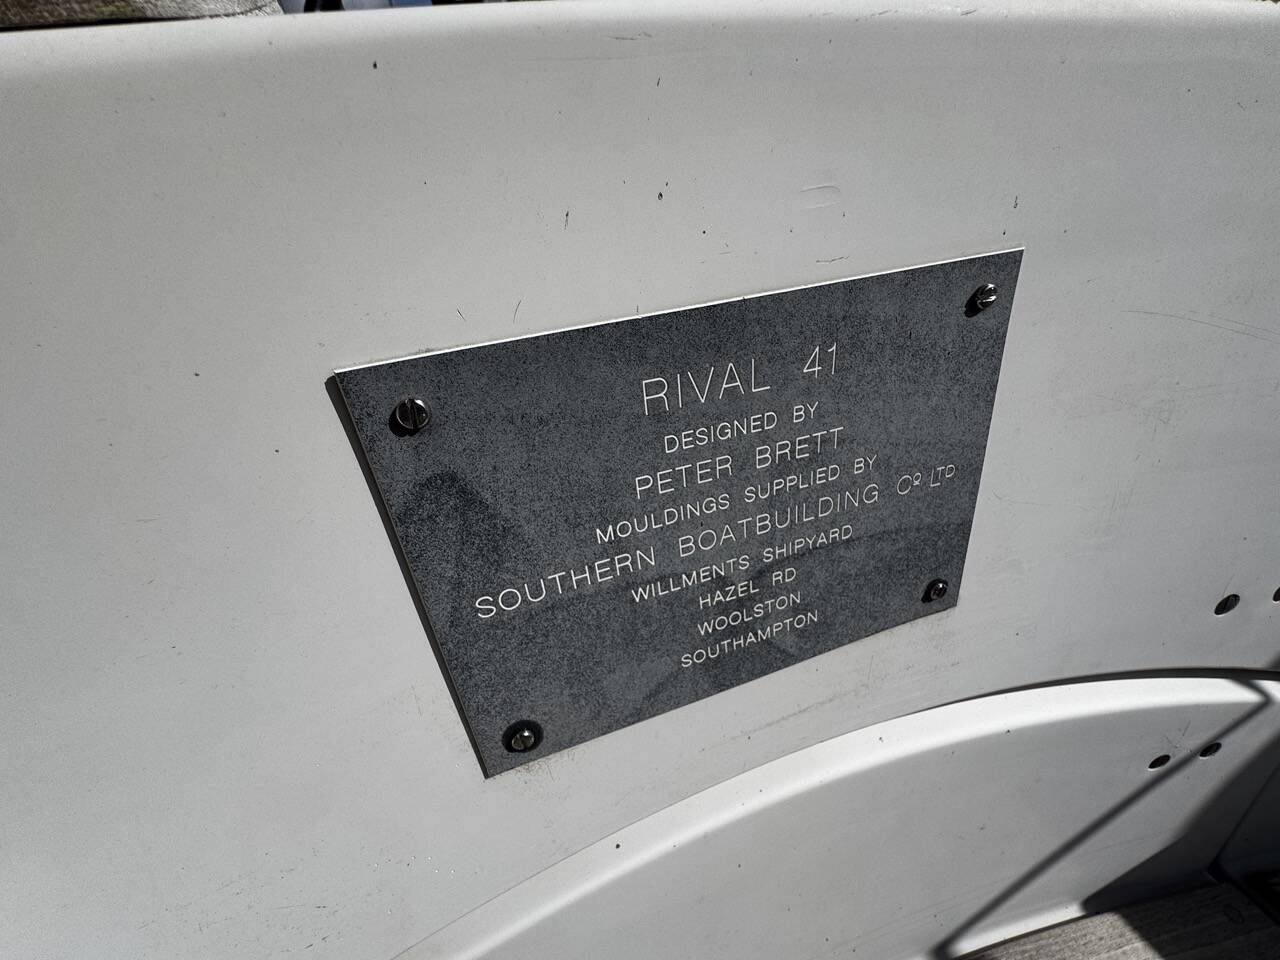 RIVAL 41
DESIGNED BY
PETER BRETT
MOULDINGS SUPPLIED BY
SOUTHERN BOATBUILDING Cº LTD
WILLMENTS SHIPYARD
HAZEL RD
WOOLSTON
SOUTHAMPTON